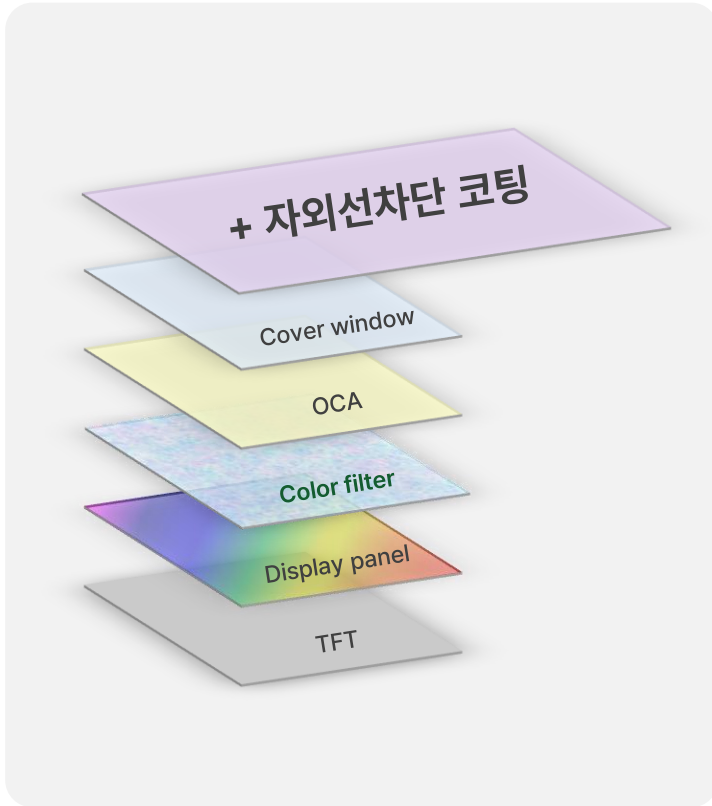 + 자외선차단 코팅
Cover window
OCA
Color filter
Display panel
TFT